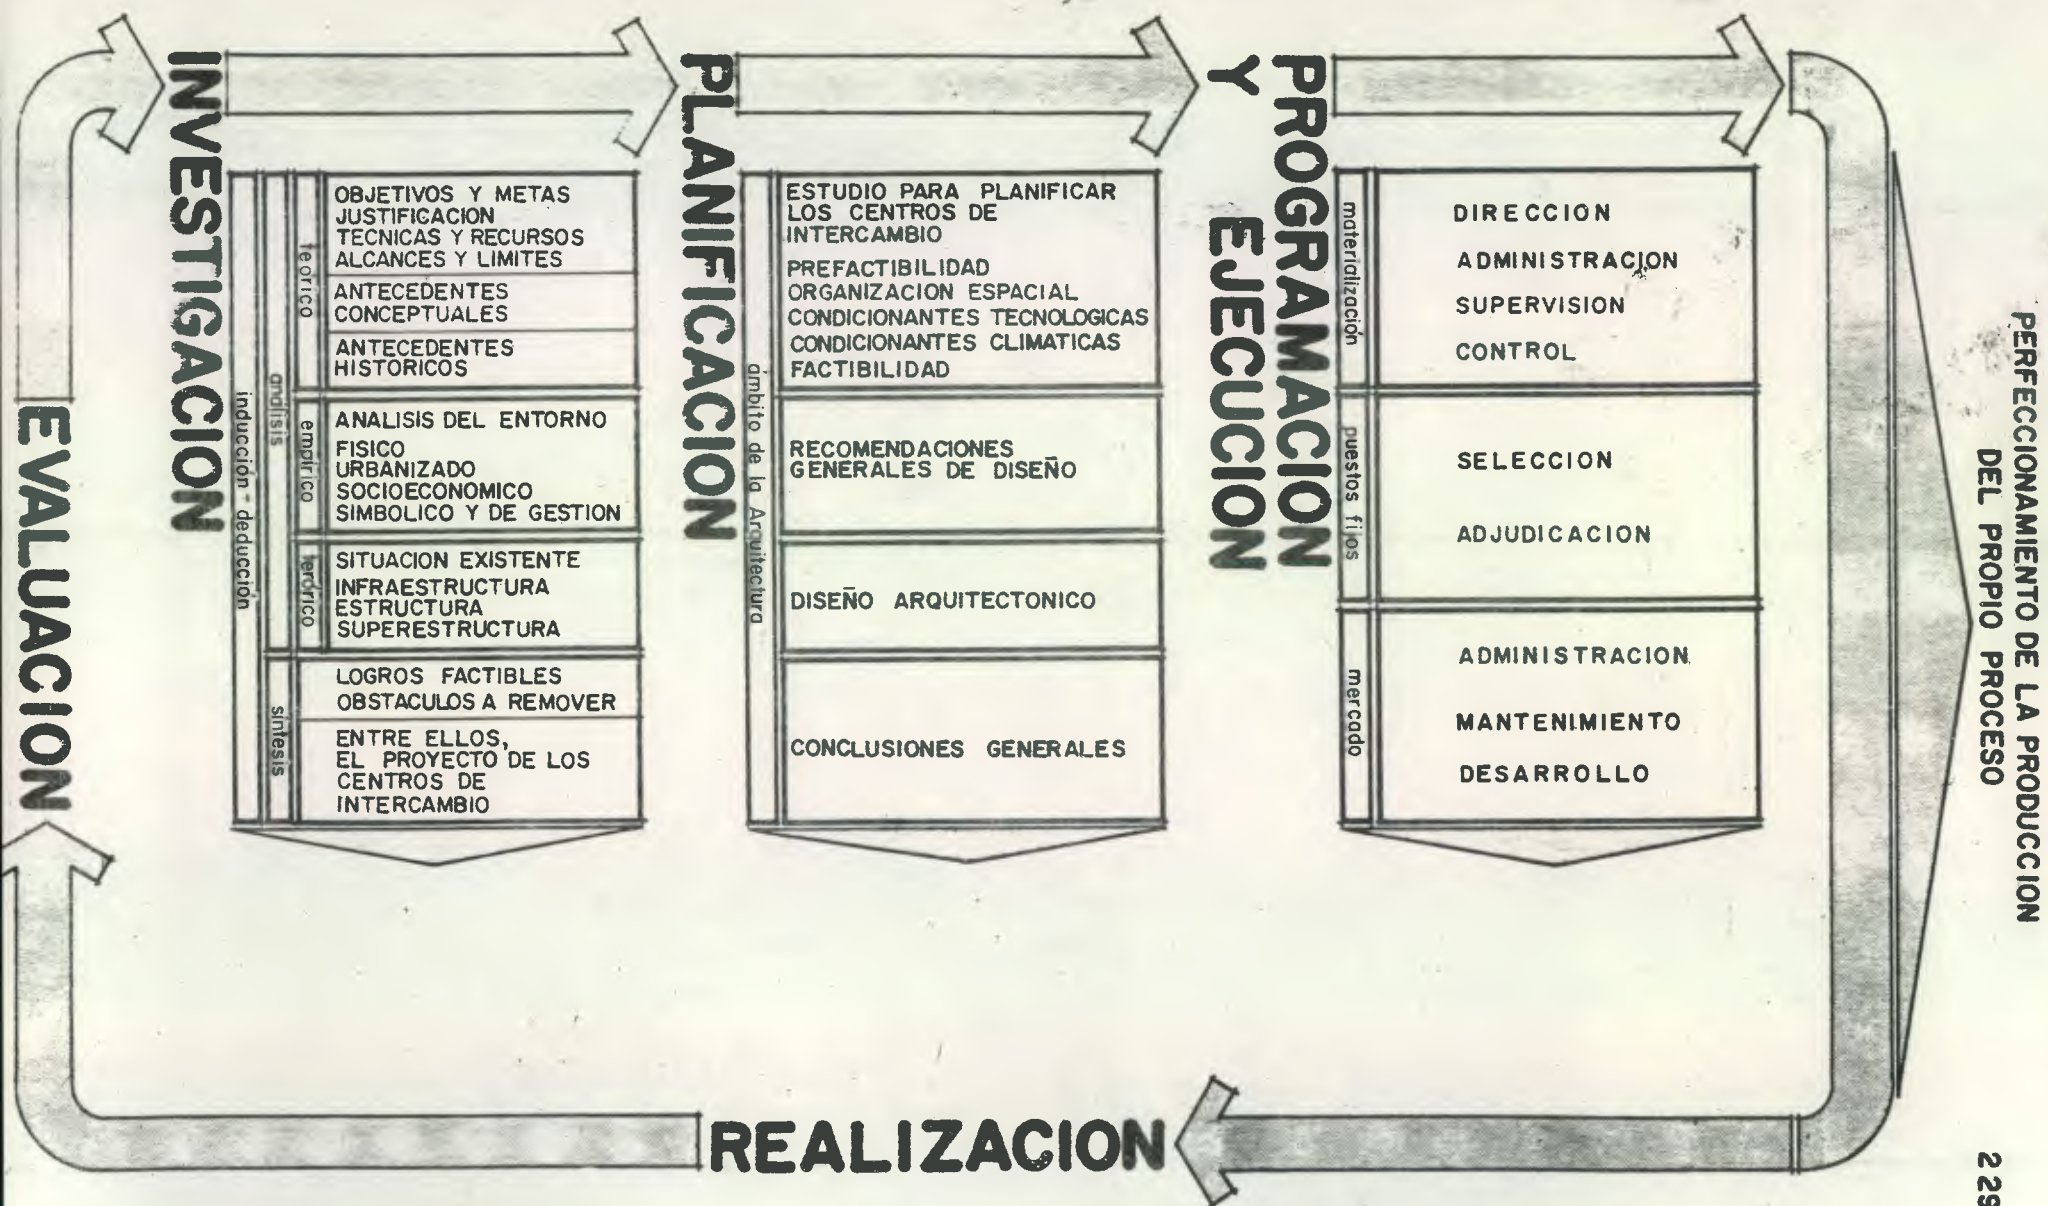 INVESTIGACION
inducción - deducción
análisis
teórico
OBJETIVOS Y METAS
JUSTIFICACION
TECNICAS Y RECURSOS
ALCANCES Y LIMITES
ANTECEDENTES
CONCEPTUALES
ANTECEDENTES
HISTORICOS
empírico
ANALISIS DEL ENTORNO
FISICO
URBANIZADO
SOCIOECONOMICO
SIMBOLICO Y DE GESTION
SITUACION EXISTENTE
INFRAESTRUCTURA
ESTRUCTURA
SUPERESTRUCTURA
síntesis
LOGROS FACTIBLES
OBSTACULOS A REMOVER
ENTRE ELLOS,
EL PROYECTO DE LOS
CENTROS DE
INTERCAMBIO
PLANIFICACION
ámbito de la Arquitectura
ESTUDIO PARA PLANIFICAR
LOS CENTROS DE
INTERCAMBIO
PREFACTIBILIDAD
ORGANIZACION ESPACIAL
CONDICIONANTES TECNOLOGICAS
CONDICIONANTES CLIMATICAS
FACTIBILIDAD
RECOMENDACIONES
GENERALES DE DISEÑO
DISEÑO ARQUITECTONICO
CONCLUSIONES GENERALES
PROGRAMACION
Y EJECUCION
materialización
DIRECCION
ADMINISTRACION
SUPERVISION
CONTROL
puestos fijos
SELECCION
ADJUDICACION
mercado
ADMINISTRACION
MANTENIMIENTO
DESARROLLO
PERFECCIONAMIENTO DE LA PRODUCCION
DEL PROPIO PROCESO
REALIZACION
EVALUACION
229